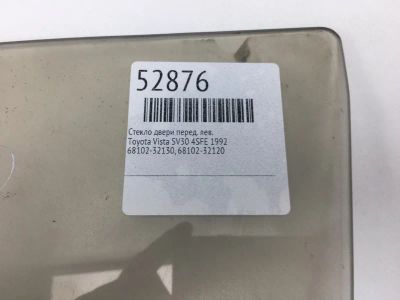 52876
Стекло двери перед. лев.
Toyota Vista SV30 4SFE 1992
68102-32130, 68102-32120